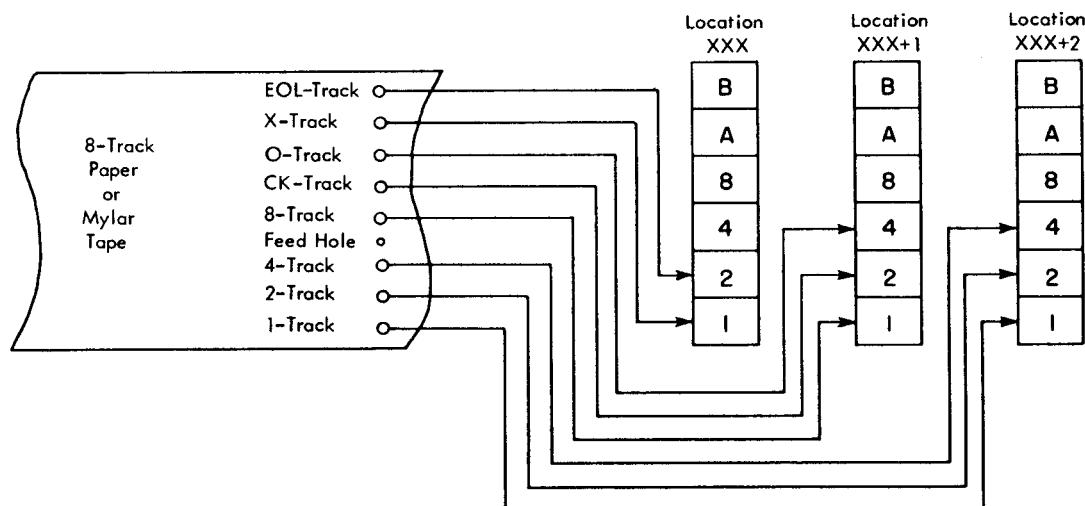 8-Track
Paper
or
Mylar
Tape
EOL-Track
X-Track
O-Track
CK-Track
8-Track
Feed Hole
4-Track
2-Track
1-Track
Location
XXX
B
A
8
4
2
1
Location
XXX+1
B
A
8
4
2
1
Location
XXX+2
B
A
8
4
2
1